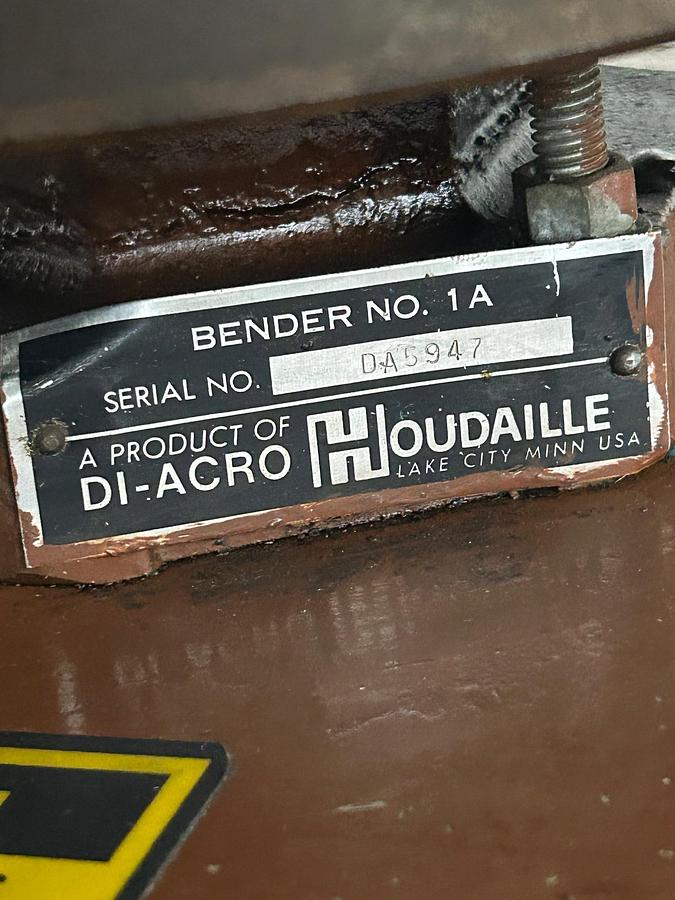 BENDER NO. 1A
SERIAL NO. DA5947
A PRODUCT OF
DI-ACRO HOUDAILLE
LAKE CITY MINN USA